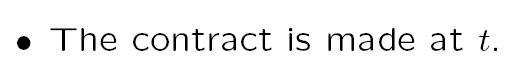 • The contract is made at t.